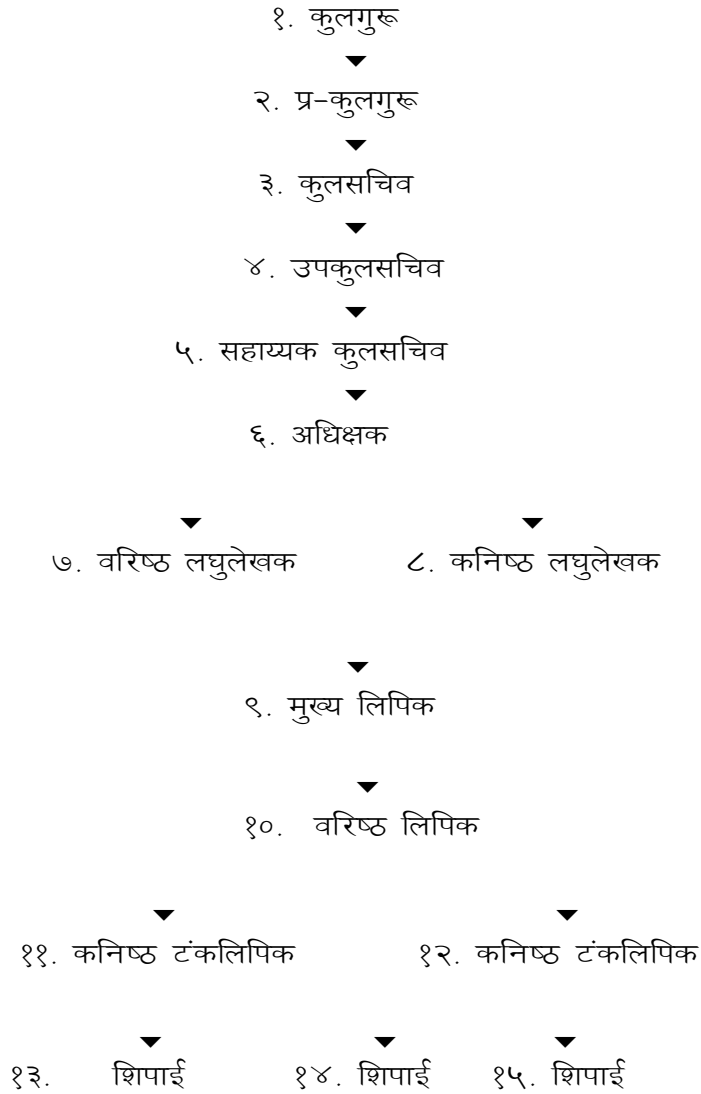 १. कुलगुरू
२. प्र-कुलगुरू
३. कुलसचिव
४. उपकुलसचिव
५. सहाय्यक कुलसचिव
६. अधिक्षक
७. वरिष्ठ लघुलेखक ८. कनिष्ठ लघुलेखक
९. मुख्य लिपिक
१०. वरिष्ठ लिपिक
११. कनिष्ठ टंकलिपिक १२. कनिष्ठ टंकलिपिक
१३. शिपाई १४. शिपाई १५. शिपाई